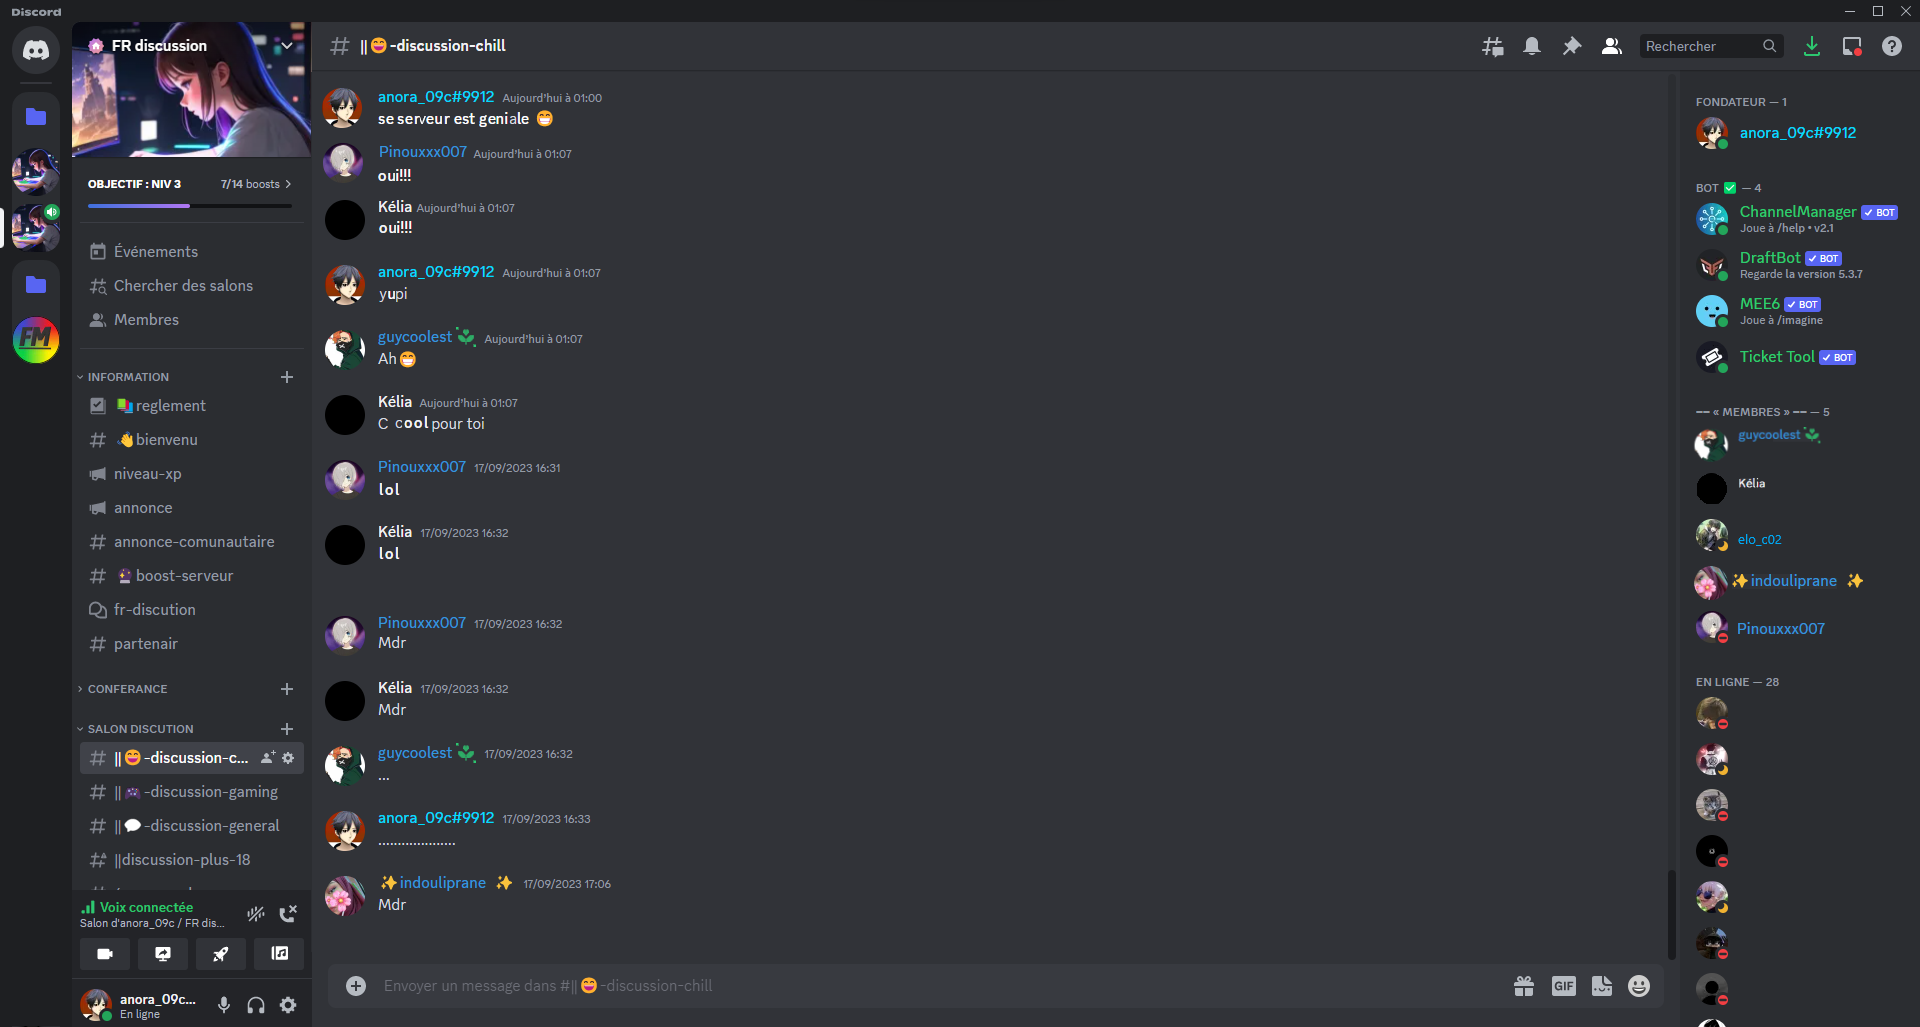 Discord
FR discussion
OBJECTIF : NIV 3
7/14 boosts
Événements
Chercher des salons
Membres
INFORMATION
reglement
bienvenu
niveau-xp
annonce
annonce-comunautaire
boost-serveur
fr-discution
partenair
CONFERANCE
SALON DISCUTION
||😄-discussion-c...
||🎮-discussion-gaming
||💬-discussion-general
||discussion-plus-18
Voix connectée
Salon d'anora_09c / FR dis...
anora_09c...
En ligne
FM
||😄-discussion-chill
Rechercher
anora_09c#9912 Aujourd'hui à 01:00
se serveur est geniale 😁
Pinouxxx007 Aujourd'hui à 01:07
oui!!!
Kélia Aujourd'hui à 01:07
oui!!!
anora_09c#9912 Aujourd'hui à 01:07
yupi
guycoolest Aujourd'hui à 01:07
Ah😁
Kélia Aujourd'hui à 01:07
C cool pour toi
Pinouxxx007 17/09/2023 16:31
lol
Kélia 17/09/2023 16:32
lol
Pinouxxx007 17/09/2023 16:32
Mdr
Kélia 17/09/2023 16:32
Mdr
guycoolest 17/09/2023 16:32
...
anora_09c#9912 17/09/2023 16:33
....................
✨indouliprane ✨ 17/09/2023 17:06
Mdr
Envoyer un message dans #||😄-discussion-chill
GIF
FONDATEUR — 1
anora_09c#9912
BOT ✅ — 4
ChannelManager ✓ BOT
Joue à /help • v2.1
DraftBot ✓ BOT
Regarde la version 5.3.7
MEE6 ✓ BOT
Joue à /imagine
Ticket Tool ✓ BOT
—– « MEMBRES » —– — 5
guycoolest
Kélia
elo_c02
✨indouliprane ✨
Pinouxxx007
EN LIGNE — 28